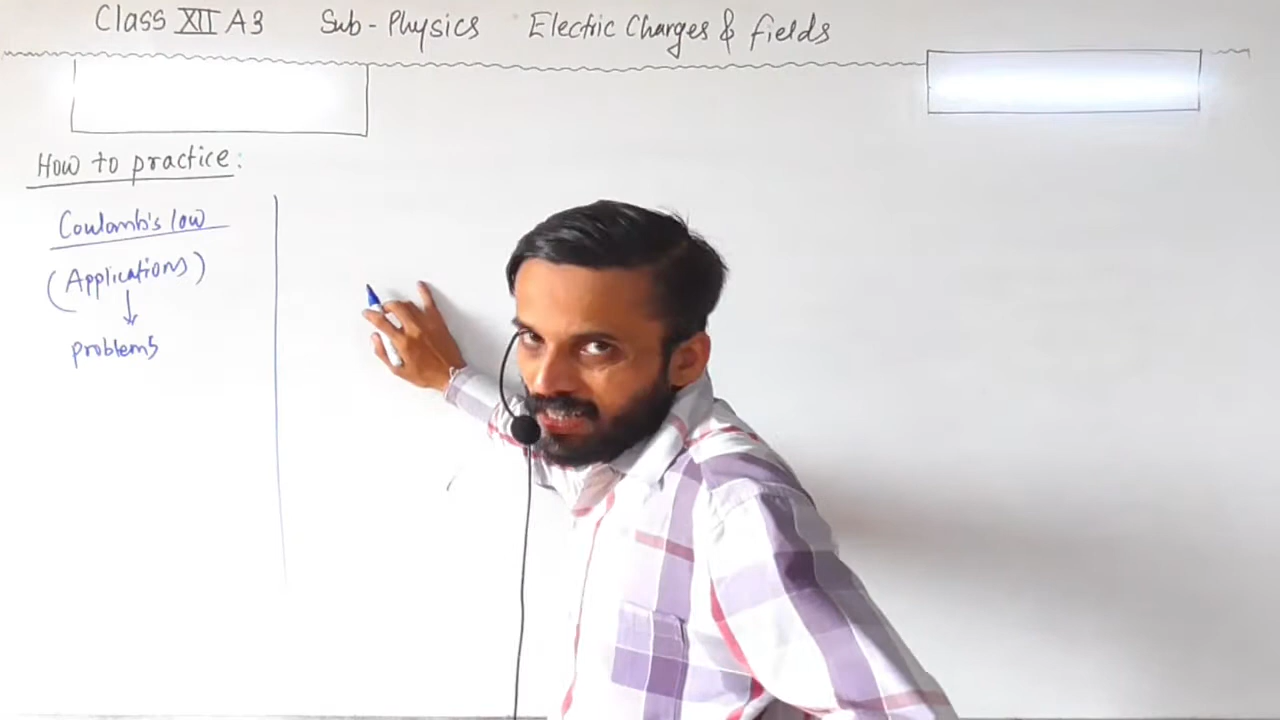 Class XII A3 Sub - Physics Electric Charges & fields
How to practice:
Coulomb's low
(Applications)
problems